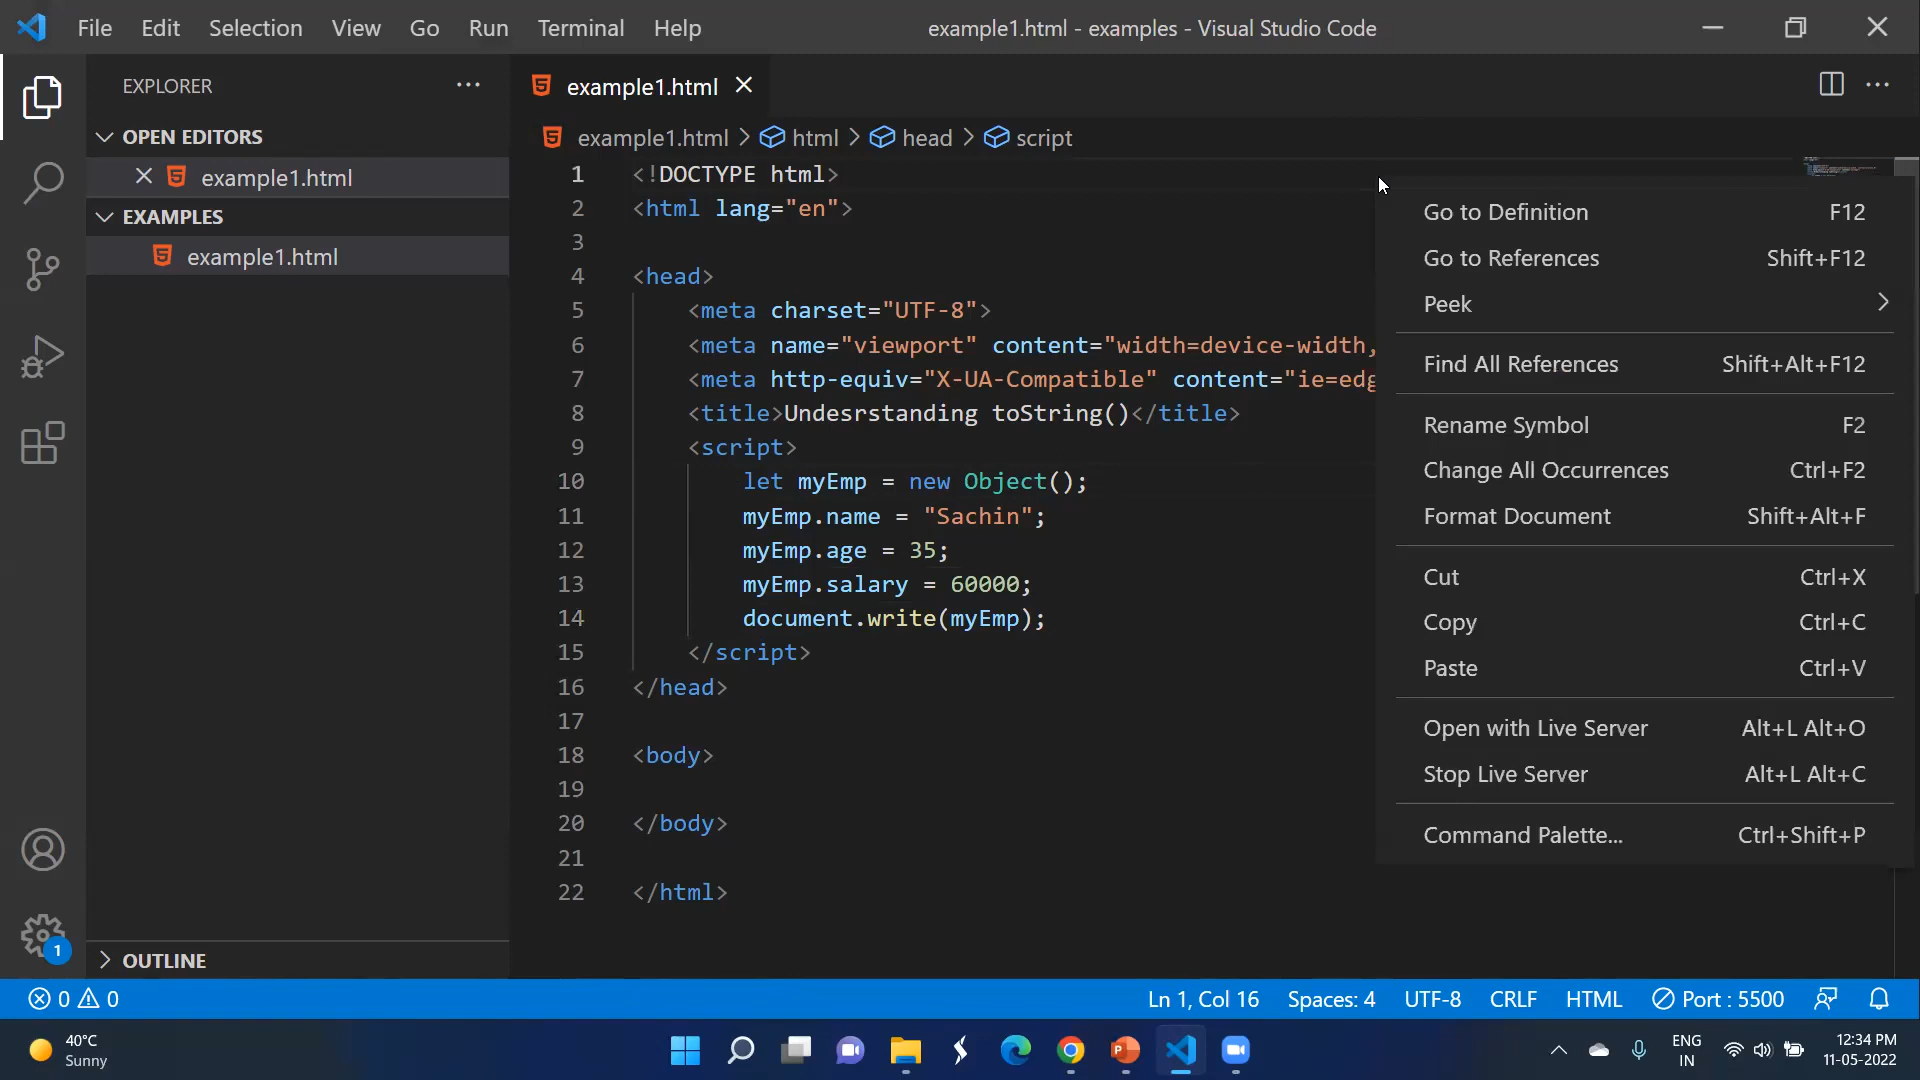 File Edit Selection View Go Run Terminal Help example1.html - examples - Visual Studio Code
EXPLORER
OPEN EDITORS
example1.html
EXAMPLES
example1.html
OUTLINE
example1.html
example1.html > html > head > script
1 <!DOCTYPE html>
2 <html lang="en">
3
4 <head>
5 <meta charset="UTF-8">
6 <meta name="viewport" content="width=device-width,
7 <meta http-equiv="X-UA-Compatible" content="ie=edg
8 <title>Undesrstanding toString()</title>
9 <script>
10 let myEmp = new Object();
11 myEmp.name = "Sachin";
12 myEmp.age = 35;
13 myEmp.salary = 60000;
14 document.write(myEmp);
15 </script>
16 </head>
17
18 <body>
19
20 </body>
21
22 </html>
Go to Definition F12
Go to References Shift+F12
Peek
Find All References Shift+Alt+F12
Rename Symbol F2
Change All Occurrences Ctrl+F2
Format Document Shift+Alt+F
Cut Ctrl+X
Copy Ctrl+C
Paste Ctrl+V
Open with Live Server Alt+L Alt+O
Stop Live Server Alt+L Alt+C
Command Palette... Ctrl+Shift+P
1
0 0 Ln 1, Col 16 Spaces: 4 UTF-8 CRLF HTML Port : 5500
40°C
Sunny
ENG
IN
12:34 PM
11-05-2022